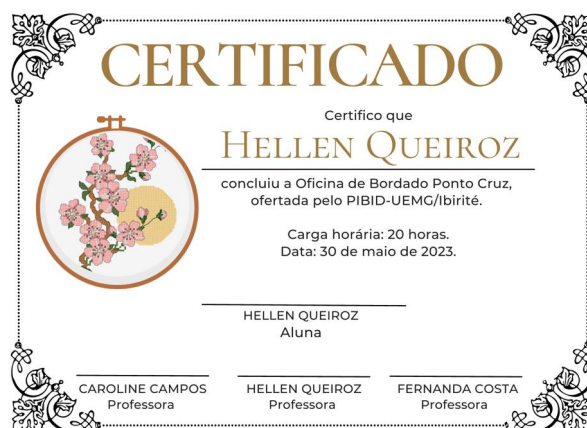 CERTIFICADO
Certifico que
HELLEN QUEIROZ
concluiu a Oficina de Bordado Ponto Cruz,
ofertada pelo PIBID-UEMG/Ibirité.
Carga horária: 20 horas.
Data: 30 de maio de 2023.
HELLEN QUEIROZ
Aluna
CAROLINE CAMPOS
Professora
HELLEN QUEIROZ
Professora
FERNANDA COSTA
Professora